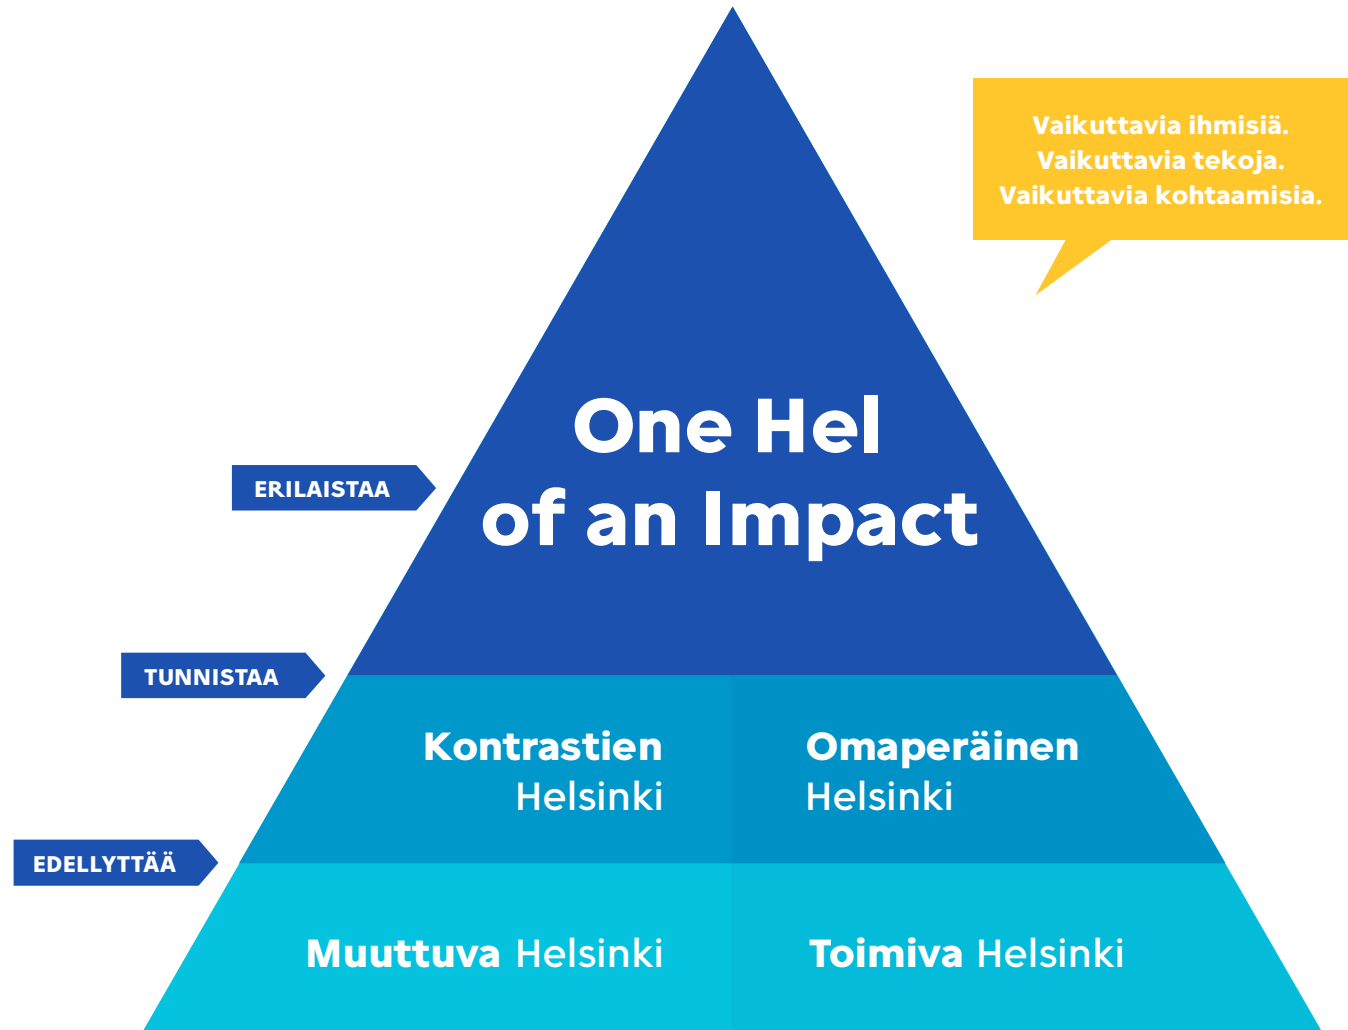 Vaikuttavia ihmisiä.
Vaikuttavia tekoja.
Vaikuttavia kohtaamisia.
One Hel
of an Impact
ERILAISTAA
TUNNISTAA
Kontrastien
Helsinki
Omaperäinen
Helsinki
EDELLYTTÄÄ
Muuttuva Helsinki
Toimiva Helsinki